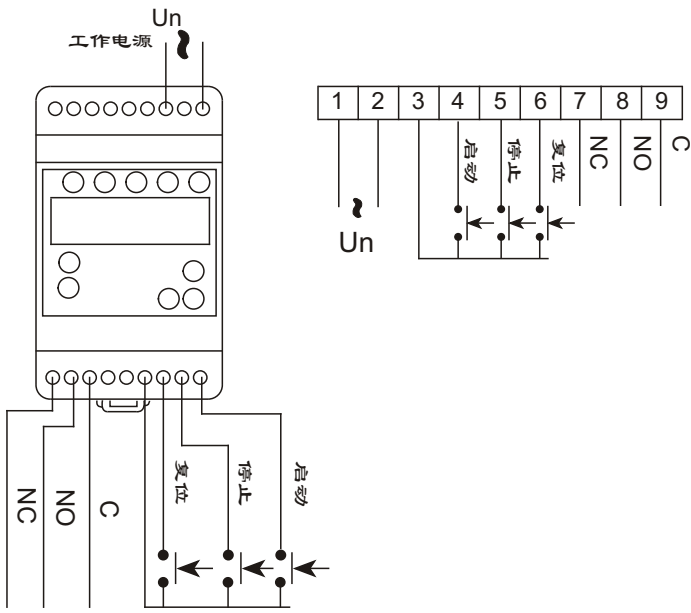 Un
工作电源
1 2 3 4 5 6 7 8 9
启动 停止 复位 NC NO C
Un
NC NO C 复位 停止 启动